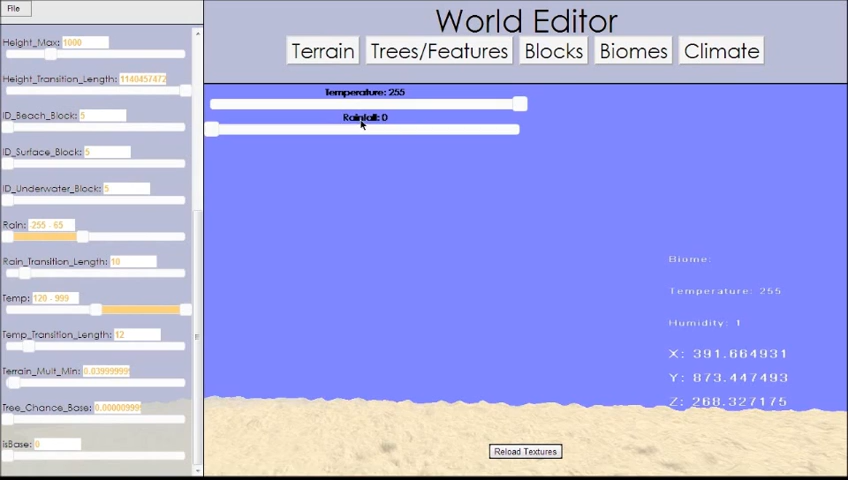 File
World Editor
Terrain Trees/Features Blocks Biomes Climate
Height_Max: 1000
Height_Transition_Length: 1140457472
ID_Beach_Block: 5
ID_Surface_Block: 5
ID_Underwater_Block: 5
Rain: -255 - 65
Rain_Transition_Length: 10
Temp: 120 - 999
Temp_Transition_Length: 12
Terrain_Mult_Min: 0.03999999
Tree_Chance_Base: 0.00000999
isBase: 0
Temperature: 255
Rainfall: 0
Biome:
Temperature: 255
Humidity: 1
X: 391.664931
Y: 873.447493
Z: 268.327175
Reload Textures